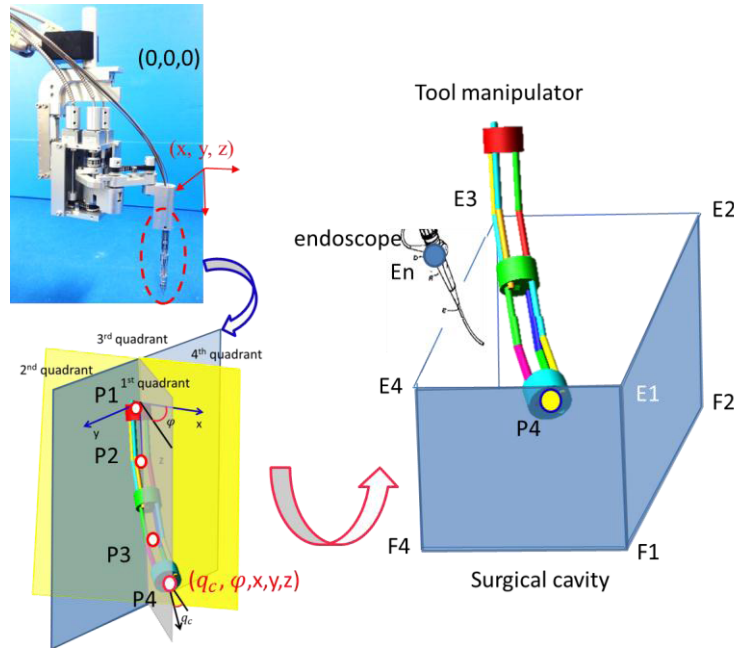 (0,0,0)
(x, y, z)
Tool manipulator
E3
E2
endoscope
En
3rd quadrant
4th quadrant
2nd quadrant
1st quadrant
P1
x
y
φ
P2
z
P3
P4
(qc, φ,x,y,z)
qc
E4
E1
P4
F2
F4
F1
Surgical cavity